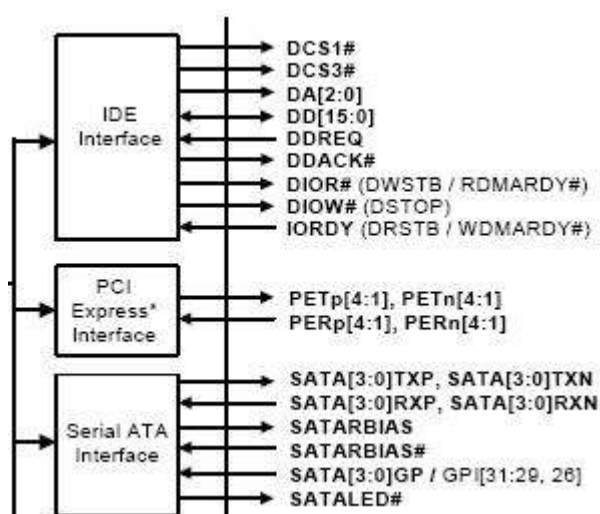 IDE
Interface
DCS1#
DCS3#
DA[2:0]
DD[15:0]
DDREQ
DDACK#
DIOR# (DWSTB / RDMARDY#)
DIOW# (DSTOP)
IORDY (DRSTB / WDMARDY#)
PCI
Express*
Interface
PETp[4:1], PETn[4:1]
PERp[4:1], PERn[4:1]
Serial ATA
Interface
SATA[3:0]TXP, SATA[3:0]TXN
SATA[3:0]RXP, SATA[3:0]RXN
SATARBIAS
SATARBIAS#
SATA[3:0]GP / GPI[31:29, 26]
SATALED#